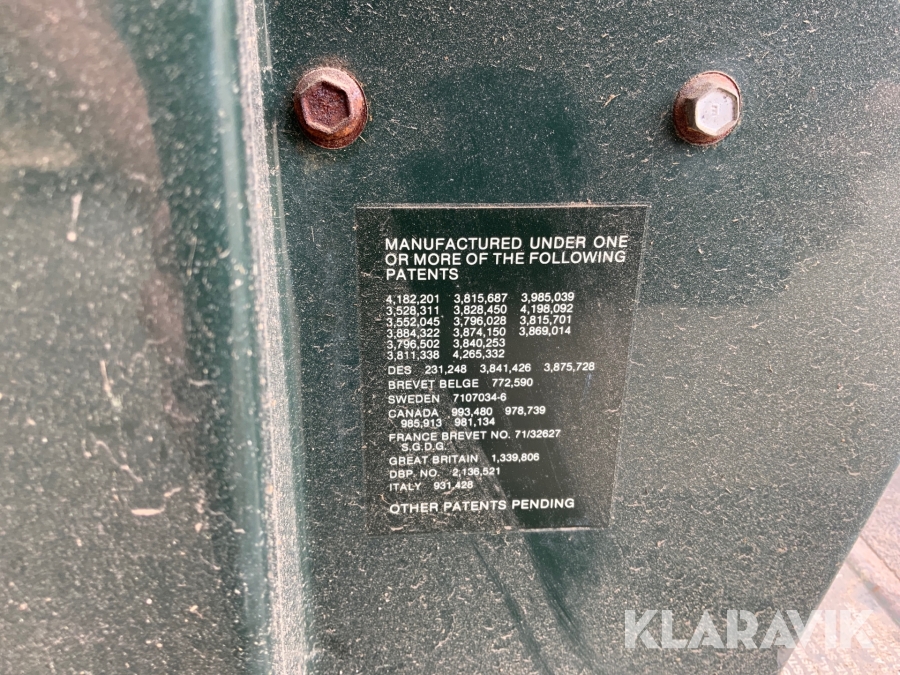 MANUFACTURED UNDER ONE
OR MORE OF THE FOLLOWING
PATENTS
4,182,201 3,815,687 3,985,039
3,528,311 3,828,450 4,198,092
3,552,045 3,796,028 3,815,701
3,884,322 3,874,150 3,869,014
3,796,502 3,840,253
3,811,338 4,265,332
DES 231,248 3,841,426 3,875,728
BREVET BELGE 772,590
SWEDEN 7107034-6
CANADA 993,480 978,739
985,913 981,134
FRANCE BREVET NO. 71/32627
S.G.D.G.
GREAT BRITAIN 1,339,806
DBP. NO. 2,136,521
ITALY 931,428
OTHER PATENTS PENDING
KLARAVIK